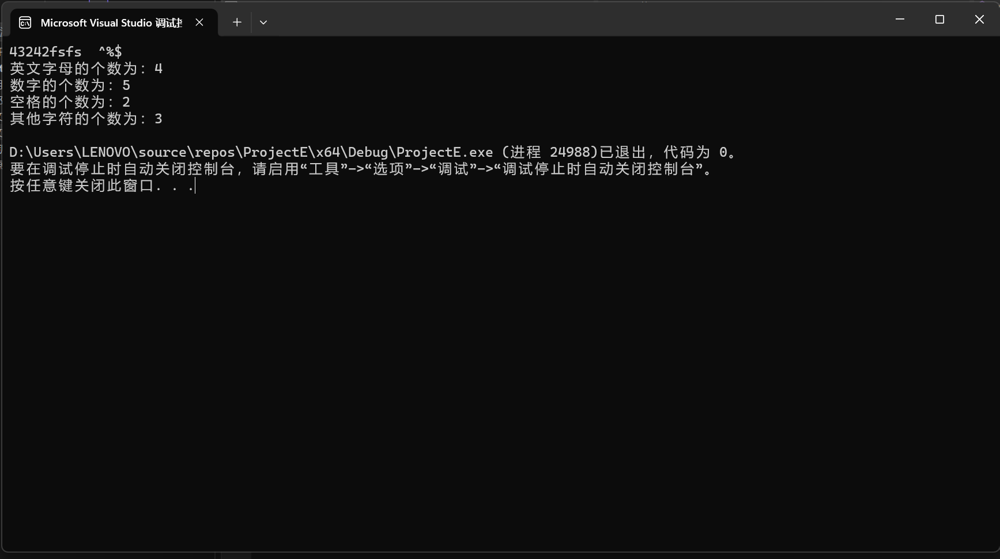 Microsoft Visual Studio 调试
43242fsfs  ^%$
英文字母的个数为: 4
数字的个数为: 5
空格的个数为: 2
其他字符的个数为: 3
D:\Users\LENOVO\source\repos\ProjectE\x64\Debug\ProjectE.exe (进程 24988)已退出，代码为 0。
要在调试停止时自动关闭控制台，请启用“工具”->“选项”->“调试”->“调试停止时自动关闭控制台”。
按任意键关闭此窗口. . .